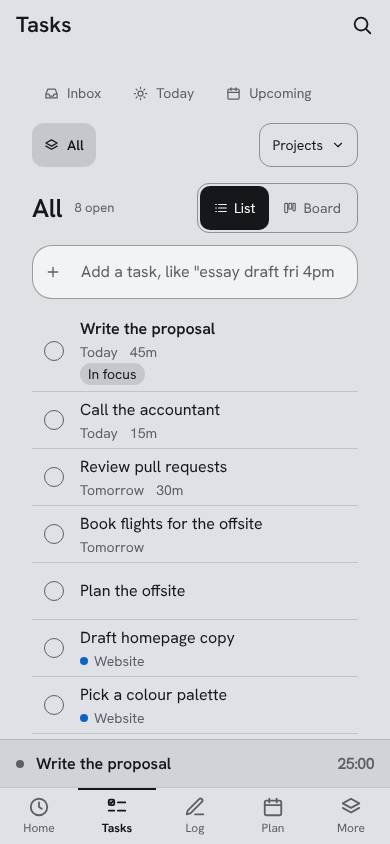 Tasks
Inbox
Today
Upcoming
All
Projects
All
8 open
List
Board
Add a task, like "essay draft fri 4pm
Write the proposal
Today 45m
In focus
Call the accountant
Today 15m
Review pull requests
Tomorrow 30m
Book flights for the offsite
Tomorrow
Plan the offsite
Draft homepage copy
Website
Pick a colour palette
Website
Write the proposal
25:00
Home
Tasks
Log
Plan
More